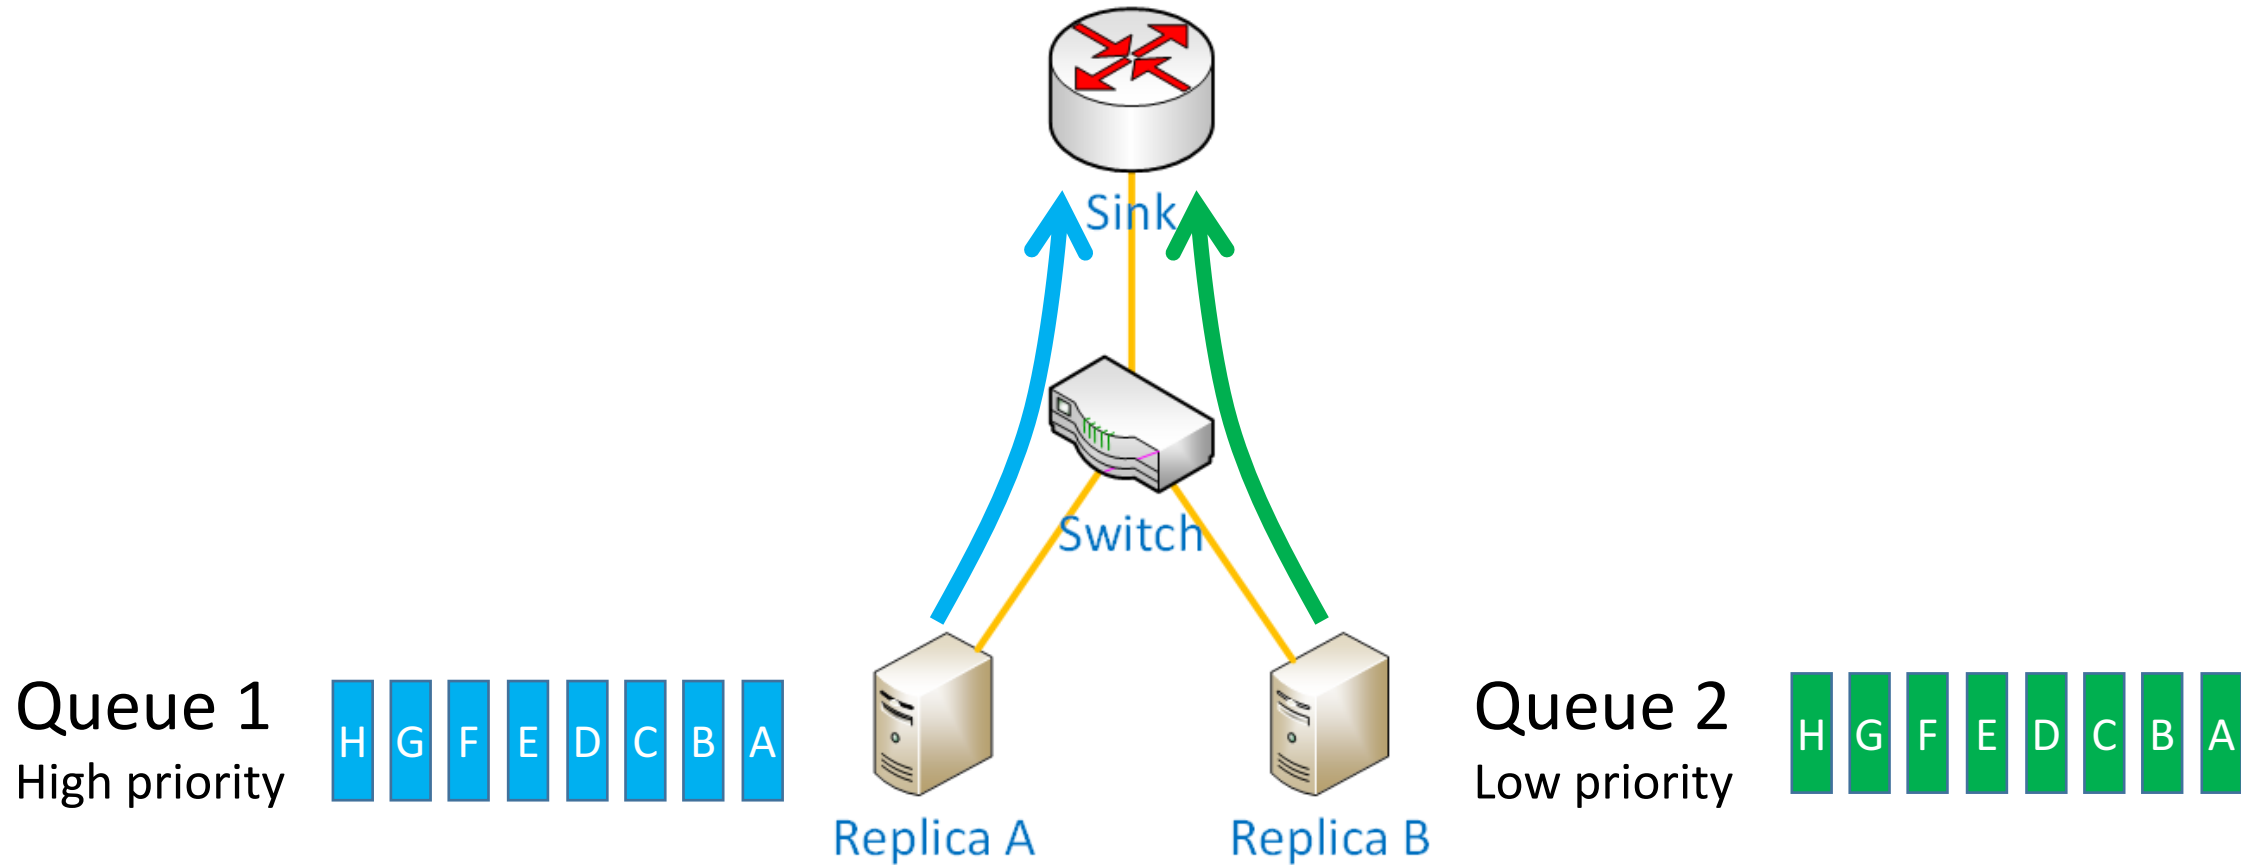 Sink
Switch
Queue 1
High priority
H G F E D C B A
Replica A
Replica B
Queue 2
Low priority
H G F E D C B A